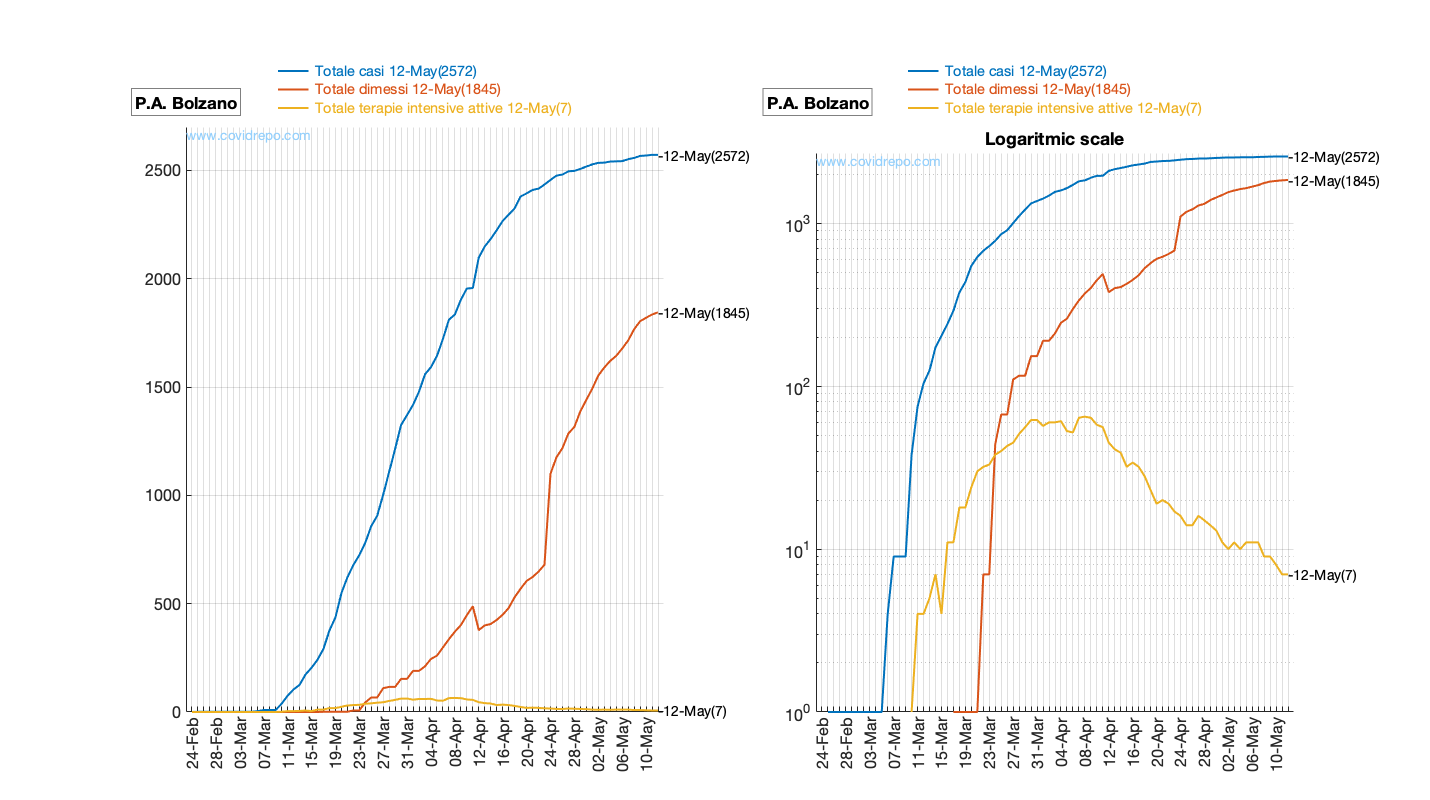 Totale casi 12-May(2572)
Totale dimessi 12-May(1845)
Totale terapie intensive attive 12-May(7)
P.A. Bolzano
www.covidrepo.com
-12-May(2572)
-12-May(1845)
-12-May(7)
2500
2000
1500
1000
500
0
24-Feb
28-Feb
03-Mar
07-Mar
11-Mar
15-Mar
19-Mar
23-Mar
27-Mar
31-Mar
04-Apr
08-Apr
12-Apr
16-Apr
20-Apr
24-Apr
28-Apr
02-May
06-May
10-May
Totale casi 12-May(2572)
Totale dimessi 12-May(1845)
Totale terapie intensive attive 12-May(7)
P.A. Bolzano
Logaritmic scale
www.covidrepo.com
-12-May(2572)
-12-May(1845)
-12-May(7)
10³
10²
10¹
10⁰
24-Feb
28-Feb
03-Mar
07-Mar
11-Mar
15-Mar
19-Mar
23-Mar
27-Mar
31-Mar
04-Apr
08-Apr
12-Apr
16-Apr
20-Apr
24-Apr
28-Apr
02-May
06-May
10-May